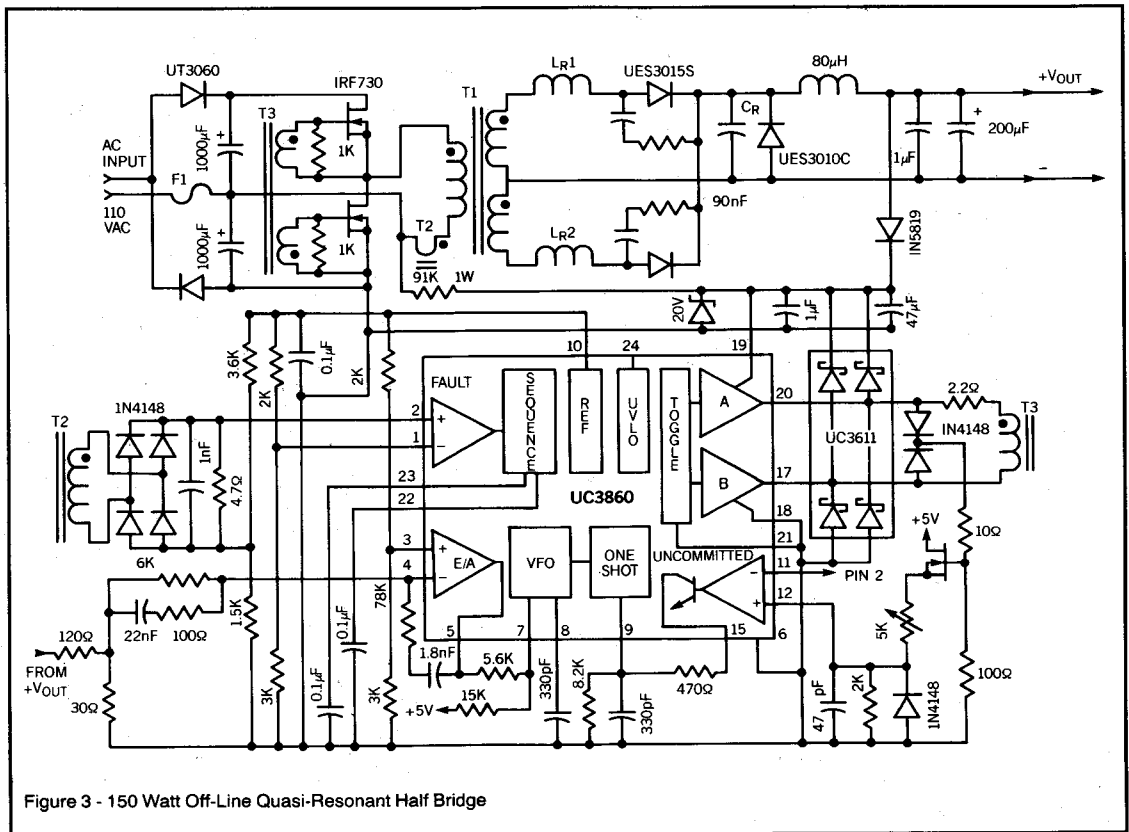 UT3060
IRF730
T1
LR1
UES3015S
80µH
+VOUT
T3
1000µF
+
1K
CR
+
200µF
AC
INPUT
UES3010C
1µF
F1
−
110
VAC
+
T2
90nF
1000µF
1K
LR2
IN5819
91K
1W
20V
1µF
47µF
10
24
19
3.6K
2K
0.1µF
2K
FAULT
SEQUENCE
REF
UVLO
TOGGLE
A
20
2.2Ω
T2
1N4148
2
+
1
−
UC3611
IN4148
T3
1nF
4.7Ω
23
22
UC3860
B
17
18
21
+5V
10Ω
6K
3
+
4
−
E/A
VFO
ONE
SHOT
UNCOMMITTED
−
11
PIN 2
+
12
22nF
100Ω
1.5K
78K
5
7
8
9
15
6
5K
120Ω
FROM
+VOUT
30Ω
3K
0.1µF
0.1µF
3K
1.8nF
5.6K
15K
+5V
330pF
8.2K
330pF
470Ω
47
pF
2K
1N4148
100Ω
Figure 3 - 150 Watt Off-Line Quasi-Resonant Half Bridge